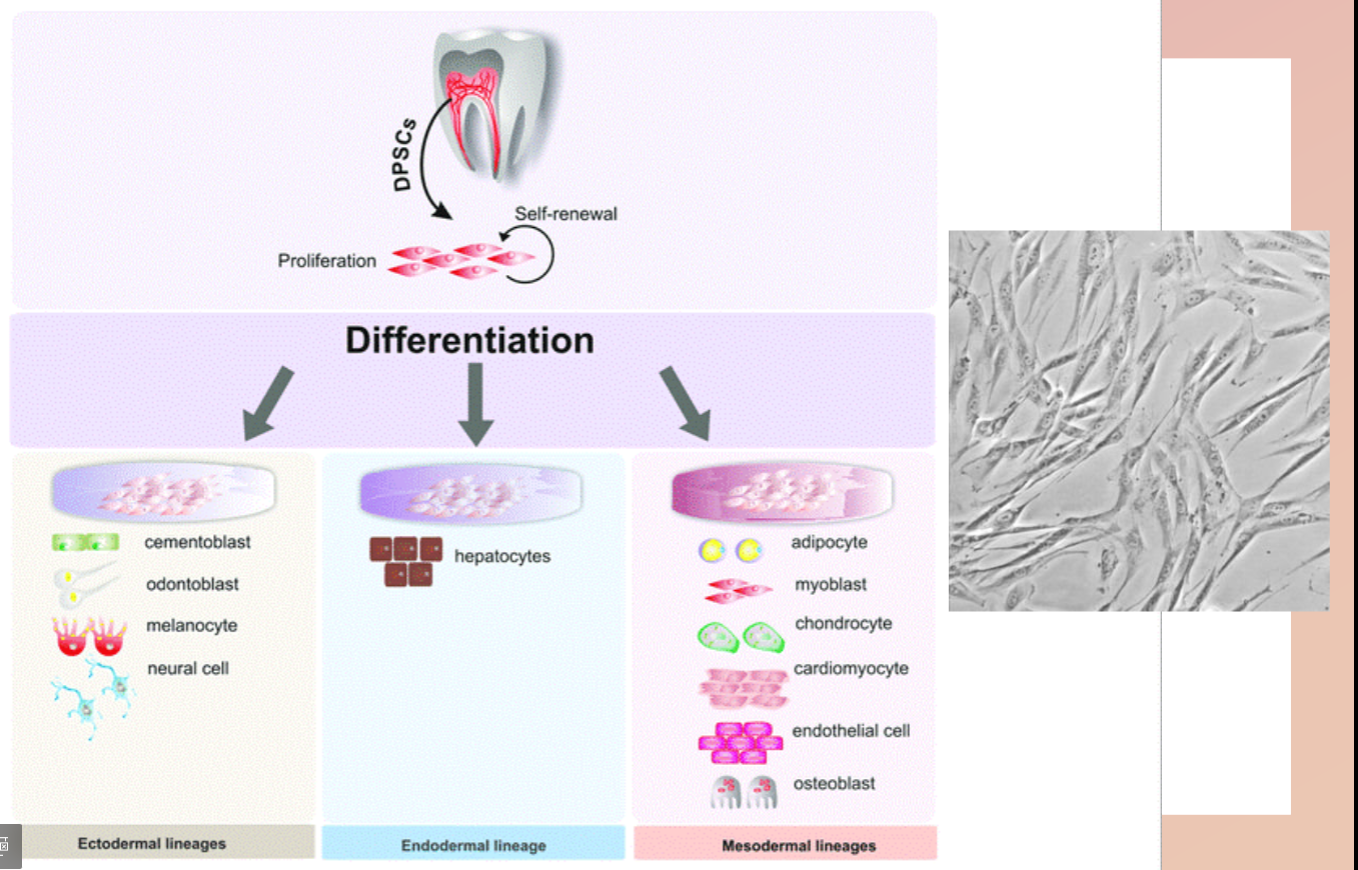 DPSCs
Self-renewal
Proliferation
Differentiation
cementoblast
odontoblast
melanocyte
neural cell
Ectodermal lineages
hepatocytes
Endodermal lineage
adipocyte
myoblast
chondrocyte
cardiomyocyte
endothelial cell
osteoblast
Mesodermal lineages